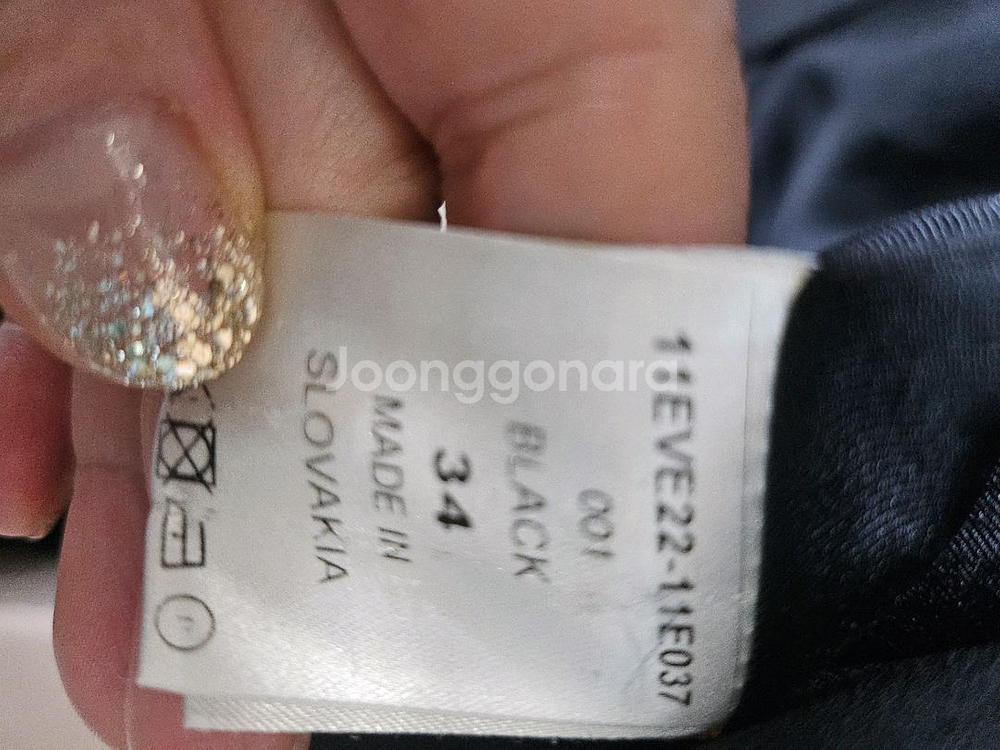 11EVE22-11E037
001
BLACK
34
MADE IN
SLOVAKIA
Joonggonara